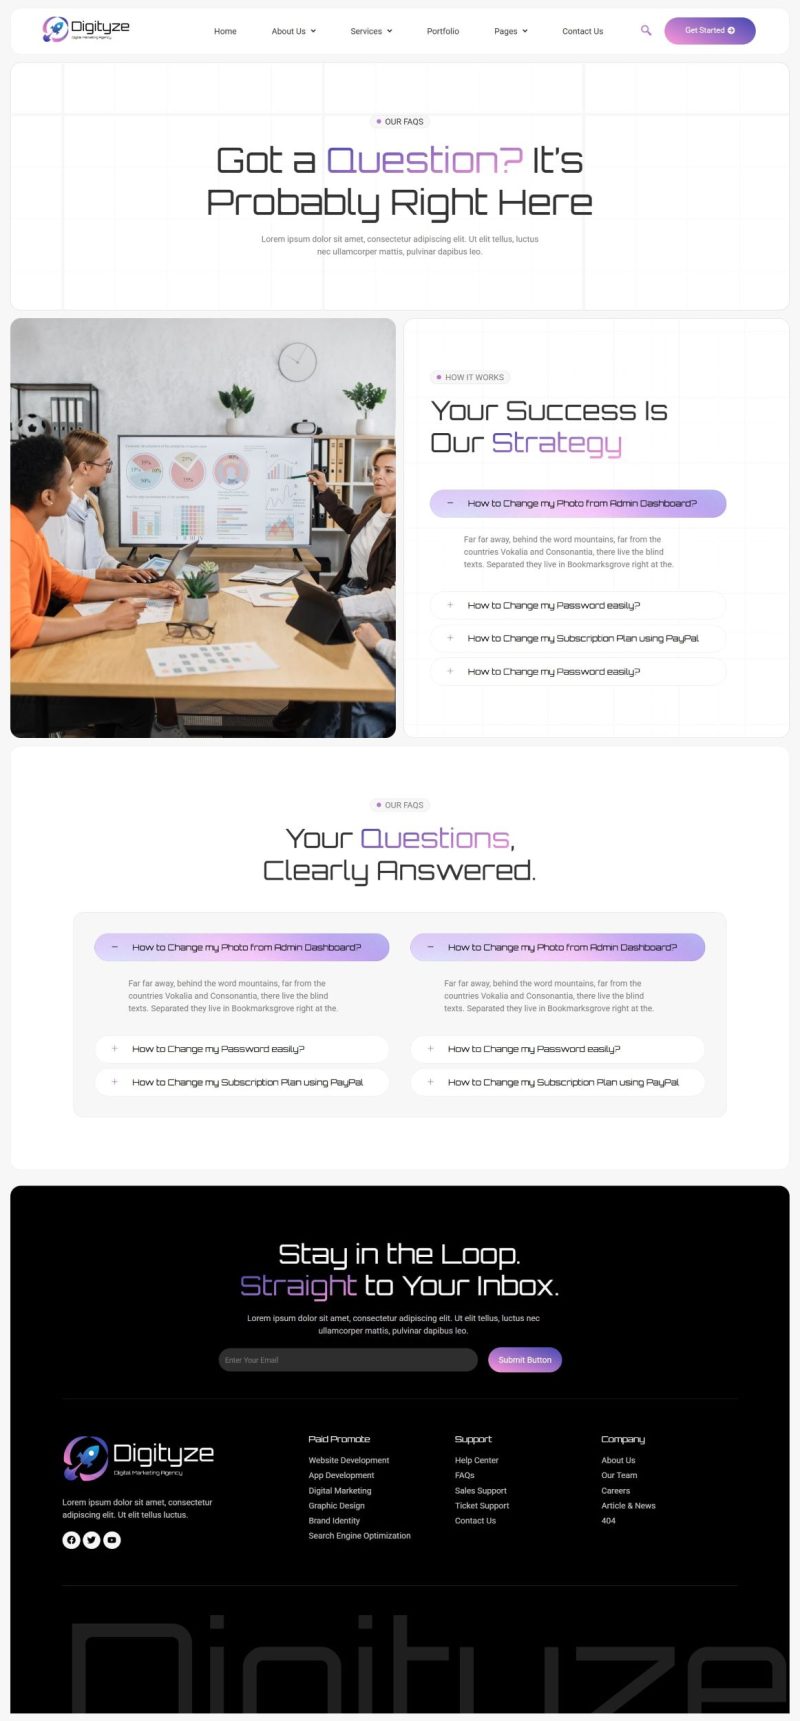 Digityze
Digital Marketing Agency
Home
About Us
Services
Portfolio
Pages
Contact Us
Get Started
OUR FAQS
Got a Question? It's
Probably Right Here
Lorem ipsum dolor sit amet, consectetur adipiscing elit. Ut elit tellus, luctus
nec ullamcorper mattis, pulvinar dapibus leo.
HOW IT WORKS
Your Success Is
Our Strategy
How to Change my Photo from Admin Dashboard?
Far far away, behind the word mountains, far from the
countries Vokalia and Consonantia, there live the blind
texts. Separated they live in Bookmarksgrove right at the.
How to Change my Password easily?
How to Change my Subscription Plan using PayPal
How to Change my Password easily?
OUR FAQS
Your Questions,
Clearly Answered.
How to Change my Photo from Admin Dashboard?
Far far away, behind the word mountains, far from the
countries Vokalia and Consonantia, there live the blind
texts. Separated they live in Bookmarksgrove right at the.
How to Change my Password easily?
How to Change my Subscription Plan using PayPal
How to Change my Photo from Admin Dashboard?
Far far away, behind the word mountains, far from the
countries Vokalia and Consonantia, there live the blind
texts. Separated they live in Bookmarksgrove right at the.
How to Change my Password easily?
How to Change my Subscription Plan using PayPal
Stay in the Loop.
Straight to Your Inbox.
Lorem ipsum dolor sit amet, consectetur adipiscing elit. Ut elit tellus, luctus nec
ullamcorper mattis, pulvinar dapibus leo.
Enter Your Email
Submit Button
Digityze
Digital Marketing Agency
Lorem ipsum dolor sit amet, consectetur
adipiscing elit. Ut elit tellus luctus.
Paid Promote
Website Development
App Development
Digital Marketing
Graphic Design
Brand Identity
Search Engine Optimization
Support
Help Center
FAQs
Sales Support
Ticket Support
Contact Us
Company
About Us
Our Team
Careers
Article & News
404
Digityze